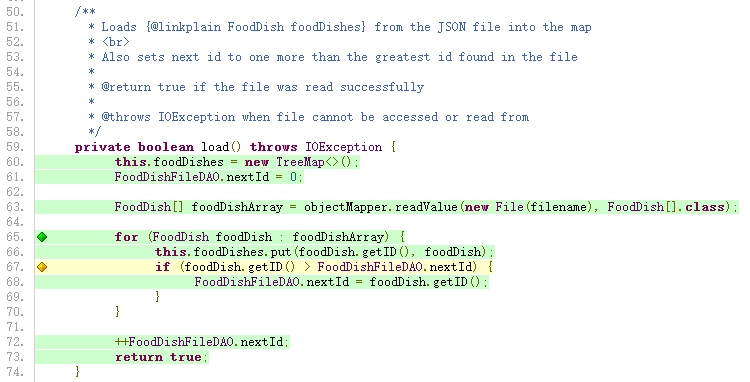 50. /**
51. * Loads {@linkplain FoodDish foodDishes} from the JSON file into the map
52. * <br>
53. * Also sets next id to one more than the greatest id found in the file
54. *
55. * @return true if the file was read successfully
56. *
57. * @throws IOException when file cannot be accessed or read from
58. */
59. private boolean load() throws IOException {
60. this.foodDishes = new TreeMap<>();
61. FoodDishFileDAO.nextId = 0;
62.
63. FoodDish[] foodDishArray = objectMapper.readValue(new File(filename), FoodDish[].class);
64.
65. for (FoodDish foodDish : foodDishArray) {
66. this.foodDishes.put(foodDish.getID(), foodDish);
67. if (foodDish.getID() > FoodDishFileDAO.nextId) {
68. FoodDishFileDAO.nextId = foodDish.getID();
69. }
70. }
71.
72. ++FoodDishFileDAO.nextId;
73. return true;
74. }